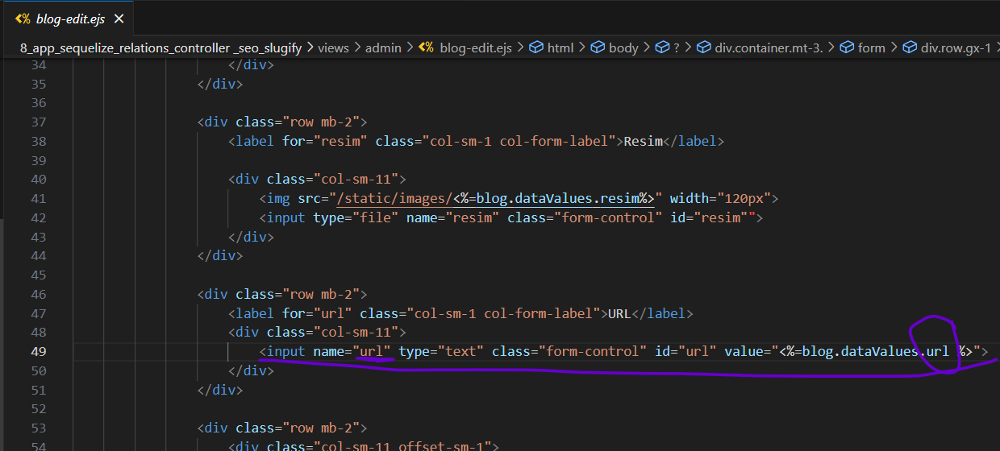 <% blog-edit.ejs ×
8_app_sequelize_relations_controller _seo_slugify > views > admin > <% blog-edit.ejs > html > body > ? > div.container.mt-3. > form > div.row.gx-1 >
34 </div>
35 </div>
36
37 <div class="row mb-2">
38 <label for="resim" class="col-sm-1 col-form-label">Resim</label>
39
40 <div class="col-sm-11">
41 <img src="/static/images/<%=blog.dataValues.resim%>" width="120px">
42 <input type="file" name="resim" class="form-control" id="resim"">
43 </div>
44 </div>
45
46 <div class="row mb-2">
47 <label for="url" class="col-sm-1 col-form-label">URL</label>
48 <div class="col-sm-11">
49 <input name="url" type="text" class="form-control" id="url" value="<%=blog.dataValues.url %>">
50 </div>
51 </div>
52
53 <div class="row mb-2">
54 <div class="col-sm-11 offset-sm-1">